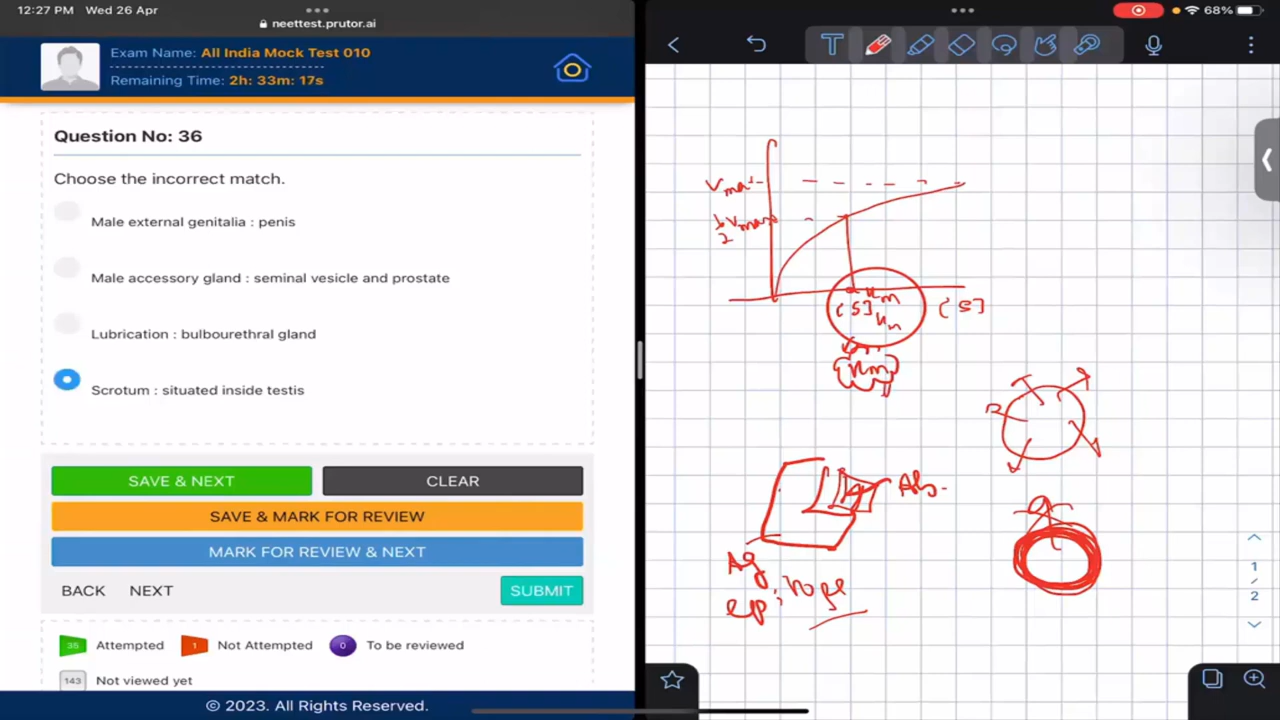 12:27 PM Wed 26 Apr
neettest.prutor.ai
68%
Exam Name: All India Mock Test 010
Remaining Time: 2h: 33m: 17s
Question No: 36
Choose the incorrect match.
Male external genitalia : penis
Male accessory gland : seminal vesicle and prostate
Lubrication : bulbourethral gland
Scrotum : situated inside testis
SAVE & NEXT
CLEAR
SAVE & MARK FOR REVIEW
MARK FOR REVIEW & NEXT
BACK
NEXT
SUBMIT
35 Attempted
1 Not Attempted
0 To be reviewed
143 Not viewed yet
© 2023. All Rights Reserved.
T
Vmax
1/2 Vmax
Km
[S]
[S]
Km
Ab.
Ag
ep;
1
/
2